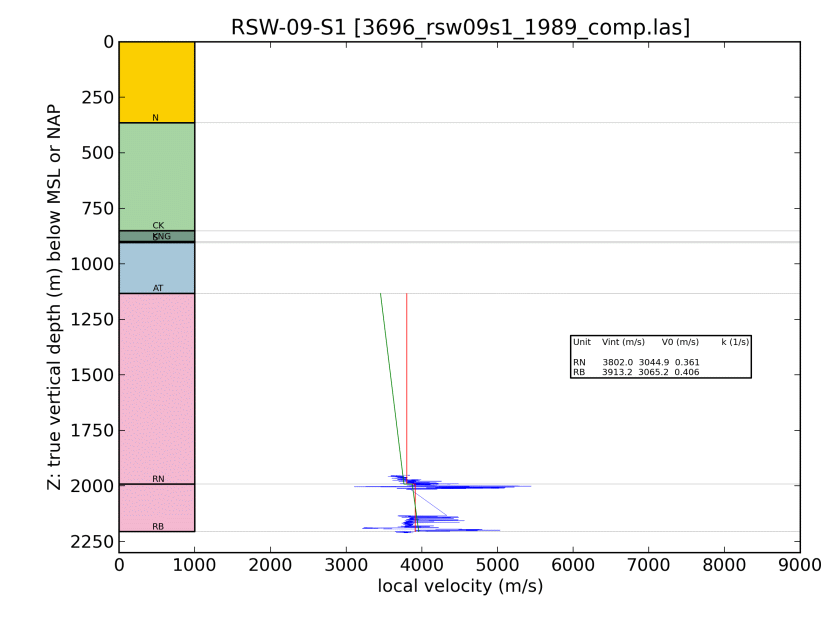 RSW-09-S1 [3696_rsw09s1_1989_comp.las]
Z: true vertical depth (m) below MSL or NAP
0
250
500
750
1000
1250
1500
1750
2000
2250
N
CK
KNG
AT
RN
RB
Unit Vint (m/s) V0 (m/s) k (1/s)
RN 3802.0 3044.9 0.361
RB 3913.2 3065.2 0.406
0 1000 2000 3000 4000 5000 6000 7000 8000 9000
local velocity (m/s)